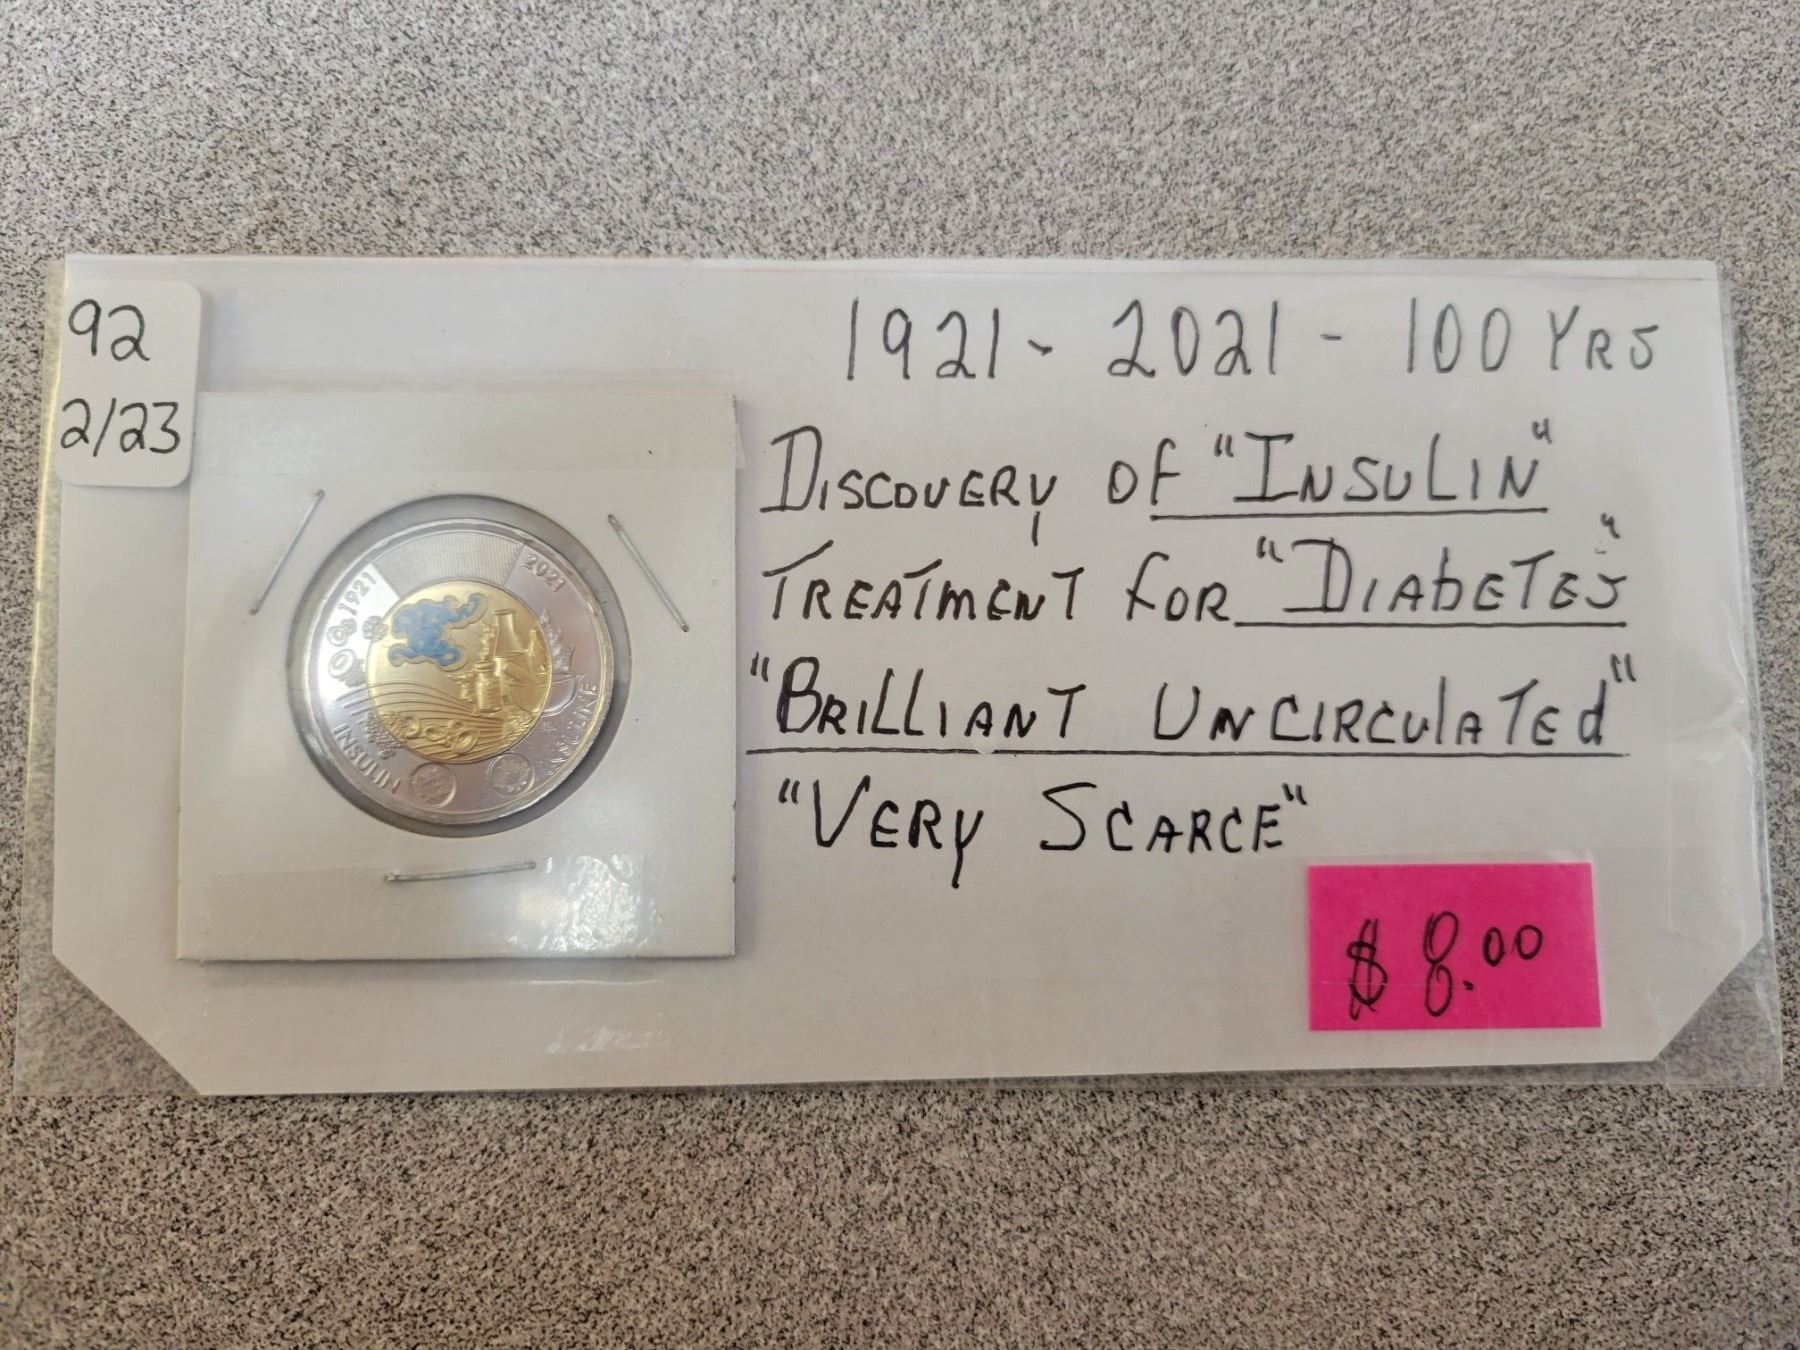 92
2/23
1921 - 2021 - 100 YRS
DISCOVERY OF "INSULIN"
TREATMENT FOR "DIABETES"
"BRILLIANT UNCIRCULATED"
"VERY SCARCE"
$8.00
1921
2021
INSULIN
INSULINE